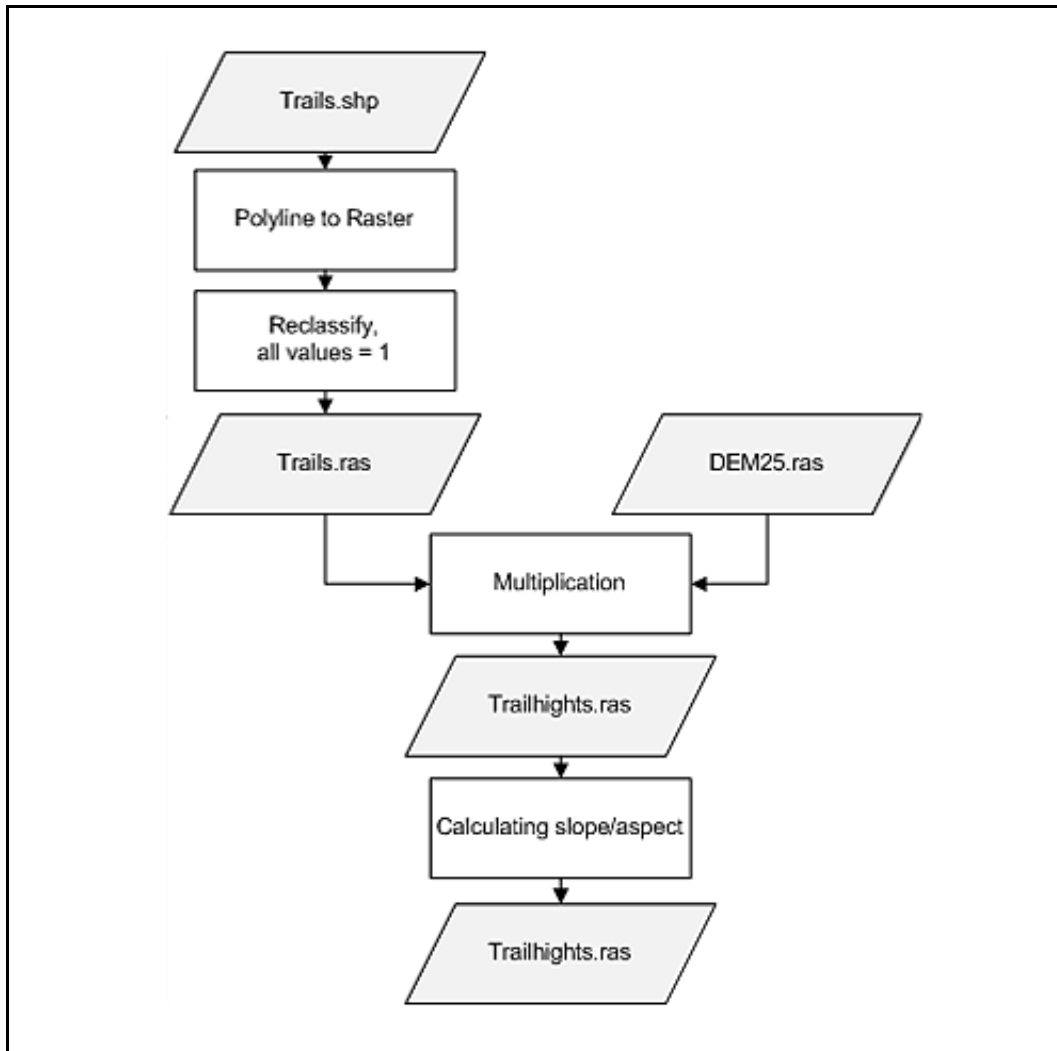 Trails.shp
Polyline to Raster
Reclassify,
all values = 1
Trails.ras
DEM25.ras
Multiplication
Trailhights.ras
Calculating slope/aspect
Trailhights.ras